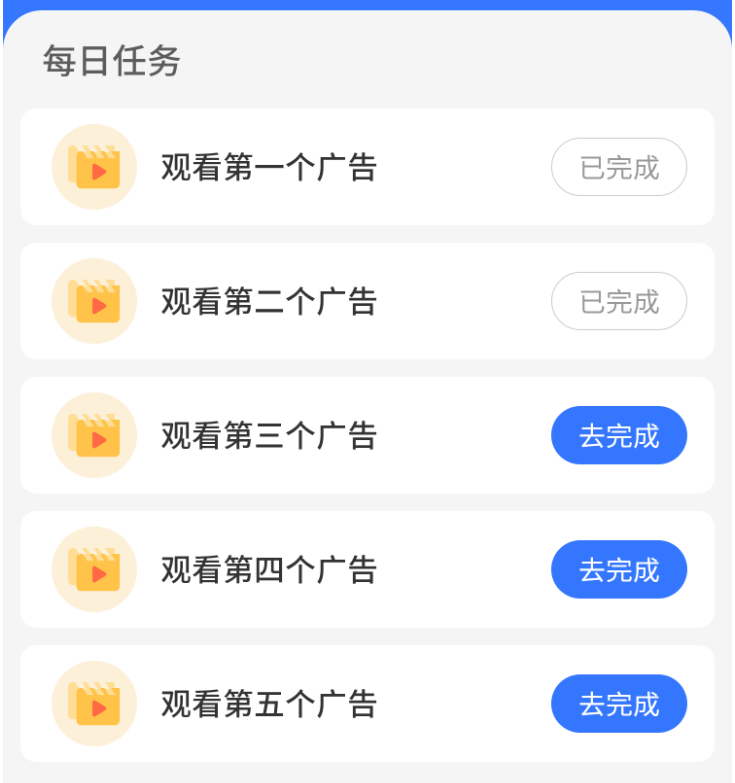 每日任务
观看第一个广告 已完成
观看第二个广告 已完成
观看第三个广告 去完成
观看第四个广告 去完成
观看第五个广告 去完成